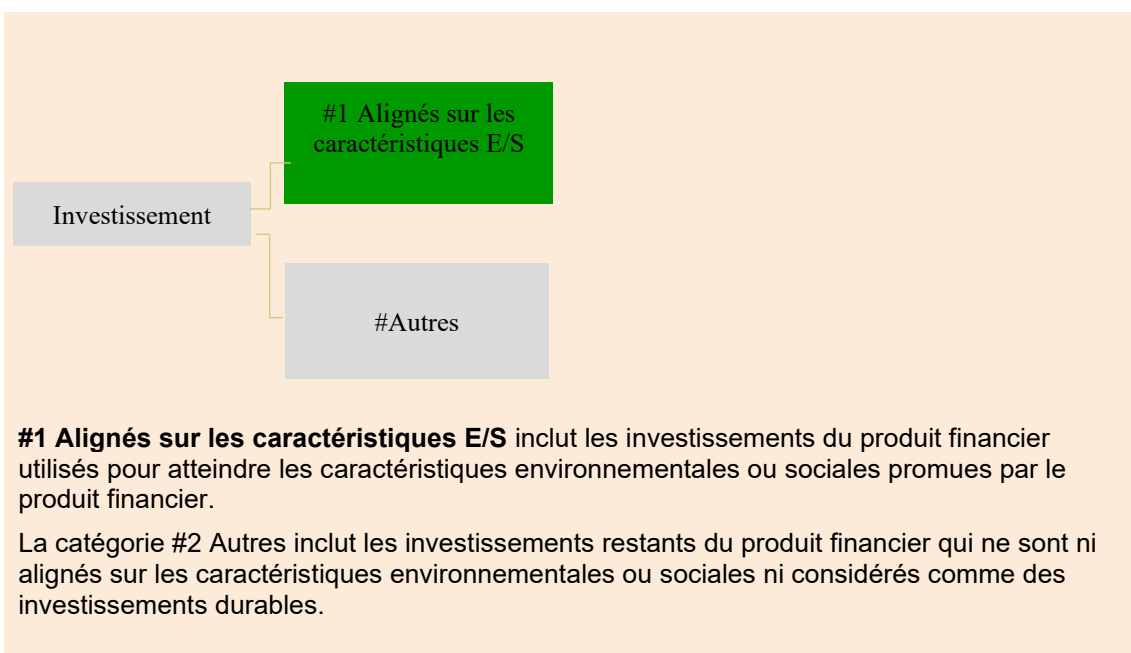 #1 Alignés sur les
caractéristiques E/S
Investissement
#Autres
#1 Alignés sur les caractéristiques E/S inclut les investissements du produit financier
utilisés pour atteindre les caractéristiques environnementales ou sociales promues par le
produit financier.
La catégorie #2 Autres inclut les investissements restants du produit financier qui ne sont ni
alignés sur les caractéristiques environnementales ou sociales ni considérés comme des
investissements durables.